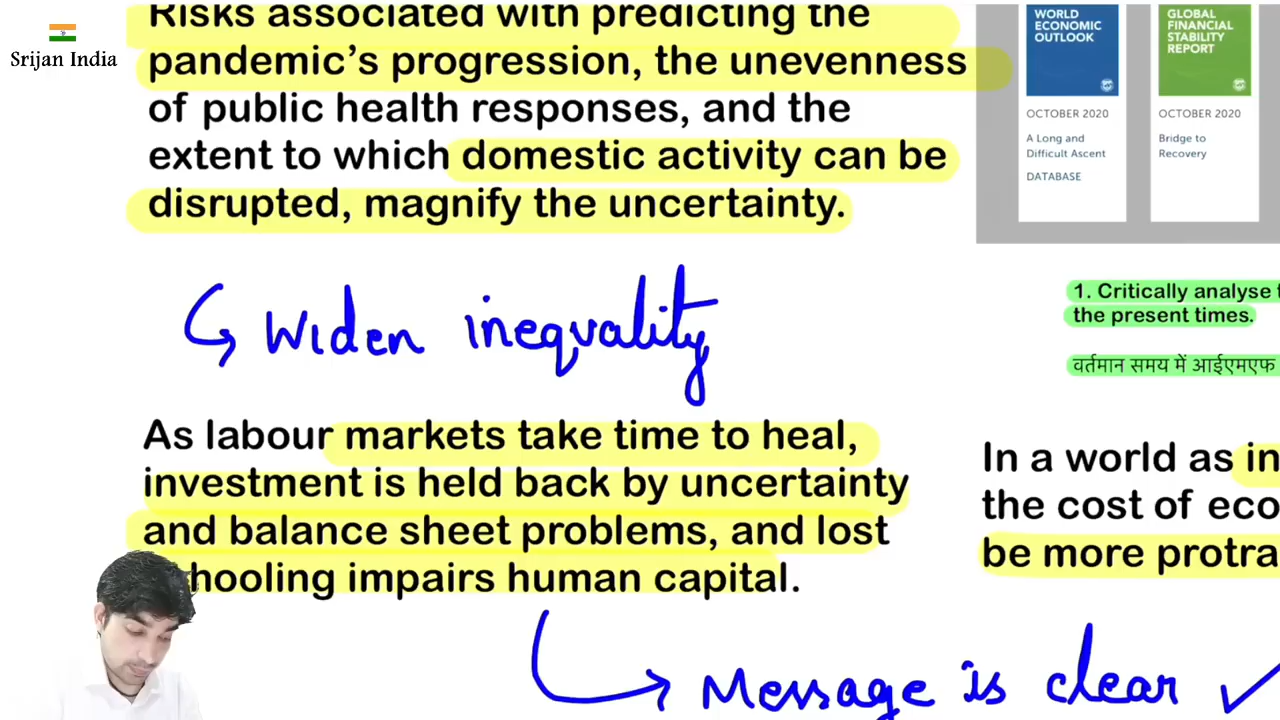 Srijan India
Risks associated with predicting the
pandemic's progression, the unevenness
of public health responses, and the
extent to which domestic activity can be
disrupted, magnify the uncertainty.
Widen inequality
As labour markets take time to heal,
investment is held back by uncertainty
and balance sheet problems, and lost
hooling impairs human capital.
Message is clear
WORLD
ECONOMIC
OUTLOOK
OCTOBER 2020
A Long and
Difficult Ascent
DATABASE
GLOBAL
FINANCIAL
STABILITY
REPORT
OCTOBER 2020
Bridge to
Recovery
1. Critically analyse t
the present times.
वर्तमान समय में आईएमएफ
In a world as in
the cost of eco
be more protra